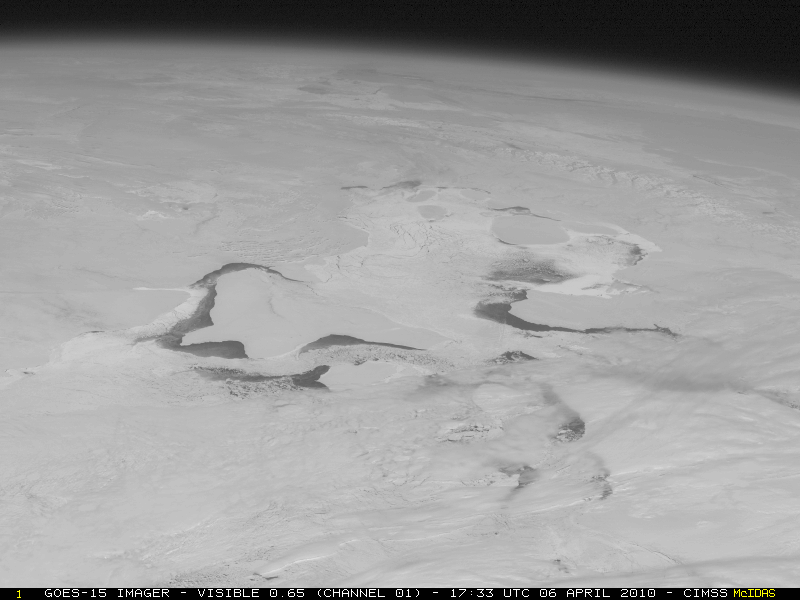 1 GOES-15 IMAGER - VISIBLE 0.65 (CHANNEL 01) - 17:33 UTC 06 APRIL 2010 - CIMSS McIDAS